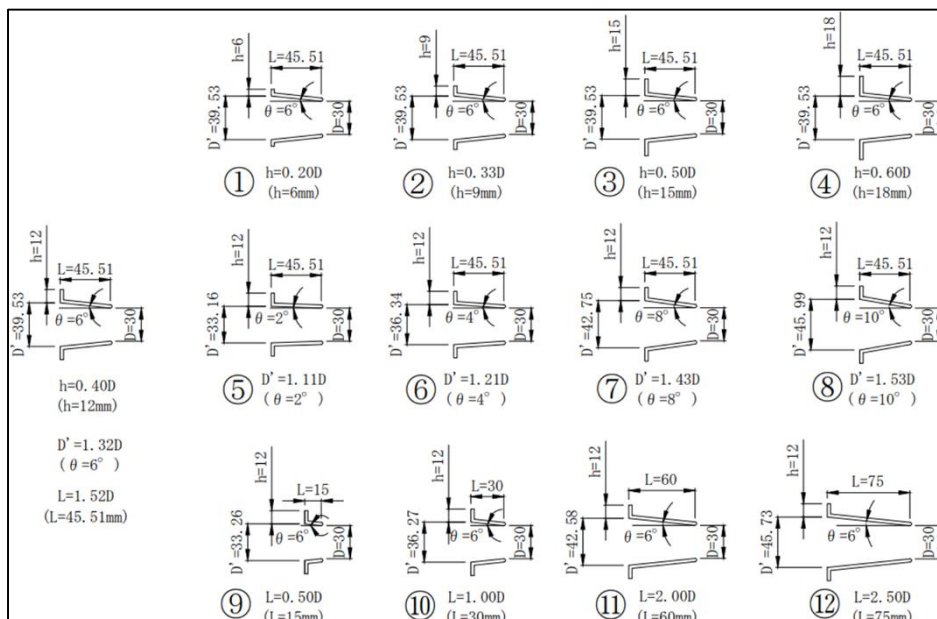 h=6
L=45.51
D'=39.53
θ=6°
D=30
① h=0.20D
(h=6mm)
h=9
L=45.51
D'=39.53
θ=6°
D=30
② h=0.33D
(h=9mm)
h=15
L=45.51
D'=39.53
θ=6°
D=30
③ h=0.50D
(h=15mm)
h=18
L=45.51
D'=39.53
θ=6°
D=30
④ h=0.60D
(h=18mm)
h=12
L=45.51
D'=39.53
θ=6°
D=30
h=0.40D
(h=12mm)
D'=1.32D
(θ=6°)
L=1.52D
(L=45.51mm)
h=12
L=45.51
D'=33.16
θ=2°
D=30
⑤ D'=1.11D
(θ=2°)
h=12
L=45.51
D'=36.34
θ=4°
D=30
⑥ D'=1.21D
(θ=4°)
h=12
L=45.51
D'=42.75
θ=8°
D=30
⑦ D'=1.43D
(θ=8°)
h=12
L=45.51
D'=45.99
θ=10°
D=30
⑧ D'=1.53D
(θ=10°)
h=12
L=15
D'=33.26
θ=6°
D=30
⑨ L=0.50D
(L=15mm)
h=12
L=30
D'=36.27
θ=6°
D=30
⑩ L=1.00D
(L=30mm)
h=12
L=60
D'=42.58
θ=6°
D=30
⑪ L=2.00D
(L=60mm)
h=12
L=75
D'=45.73
θ=6°
D=30
⑫ L=2.50D
(L=75mm)